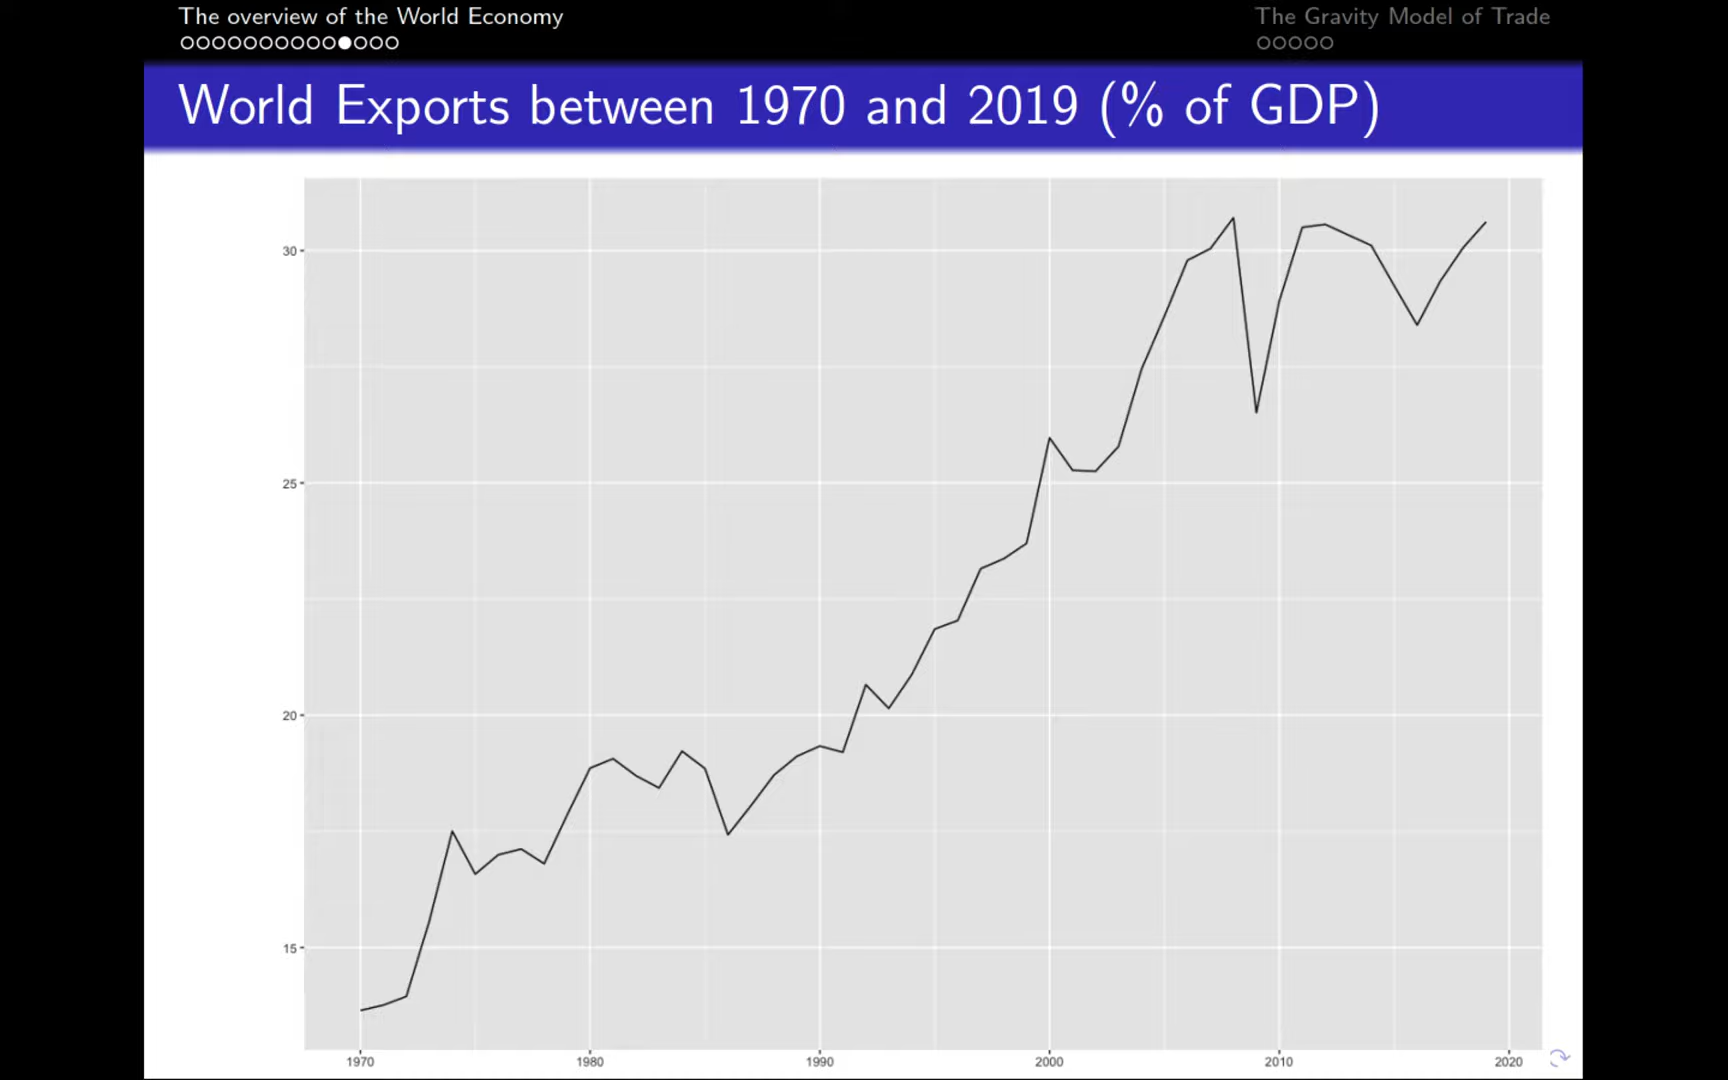 The overview of the World Economy
The Gravity Model of Trade
World Exports between 1970 and 2019 (% of GDP)
30
25
20
15
1970 1980 1990 2000 2010 2020